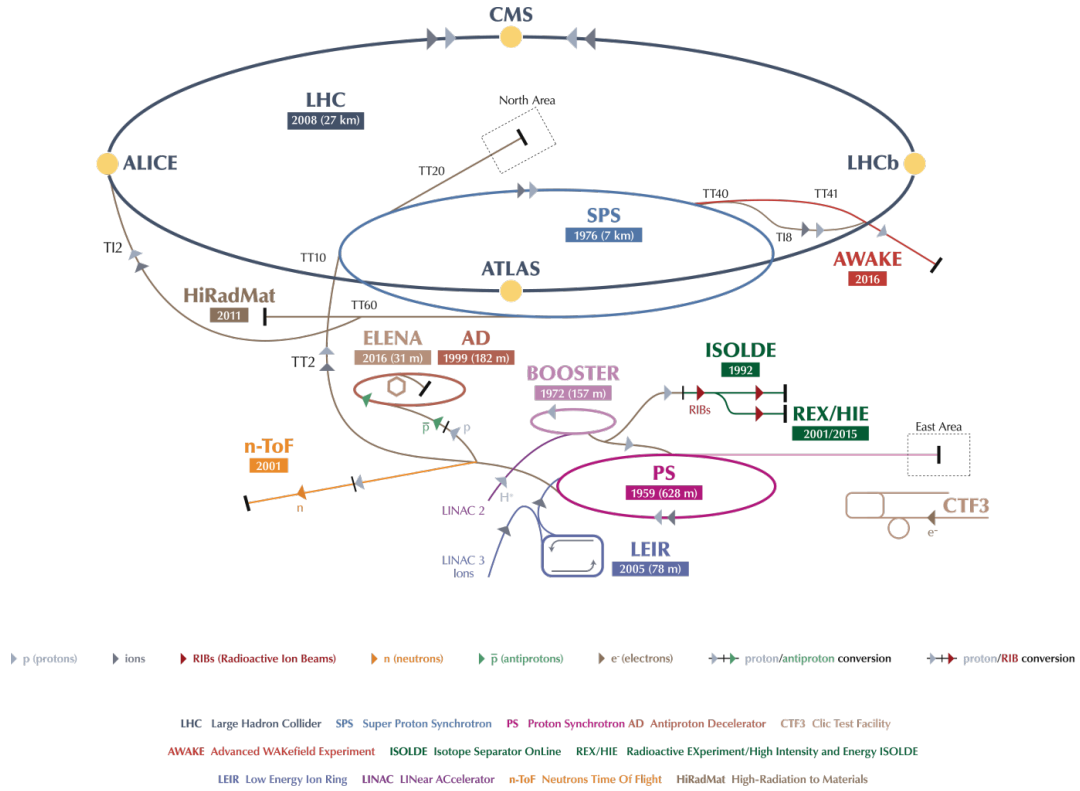 CMS
LHC
2008 (27 km)
North Area
ALICE
TT20
LHCb
TT40
TT41
SPS
1976 (7 km)
TI8
TI2
TT10
ATLAS
AWAKE
2016
HiRadMat
2011
TT60
ELENA
2016 (31 m)
AD
1999 (182 m)
TT2
BOOSTER
1972 (157 m)
ISOLDE
1992
RIBs
REX/HIE
2001/2015
p̅
p
East Area
n-ToF
2001
n
PS
1959 (628 m)
H⁺
LINAC 2
CTF3
e⁻
LEIR
2005 (78 m)
LINAC 3
Ions
p (protons) ions RIBs (Radioactive Ion Beams) n (neutrons) p̅ (antiprotons) e⁻ (electrons) proton/antiproton conversion proton/RIB conversion
LHC Large Hadron Collider SPS Super Proton Synchrotron PS Proton Synchrotron AD Antiproton Decelerator CTF3 Clic Test Facility
AWAKE Advanced WAKefield Experiment ISOLDE Isotope Separator OnLine REX/HIE Radioactive EXperiment/High Intensity and Energy ISOLDE
LEIR Low Energy Ion Ring LINAC LINear ACcelerator n-ToF Neutrons Time Of Flight HiRadMat High-Radiation to Materials